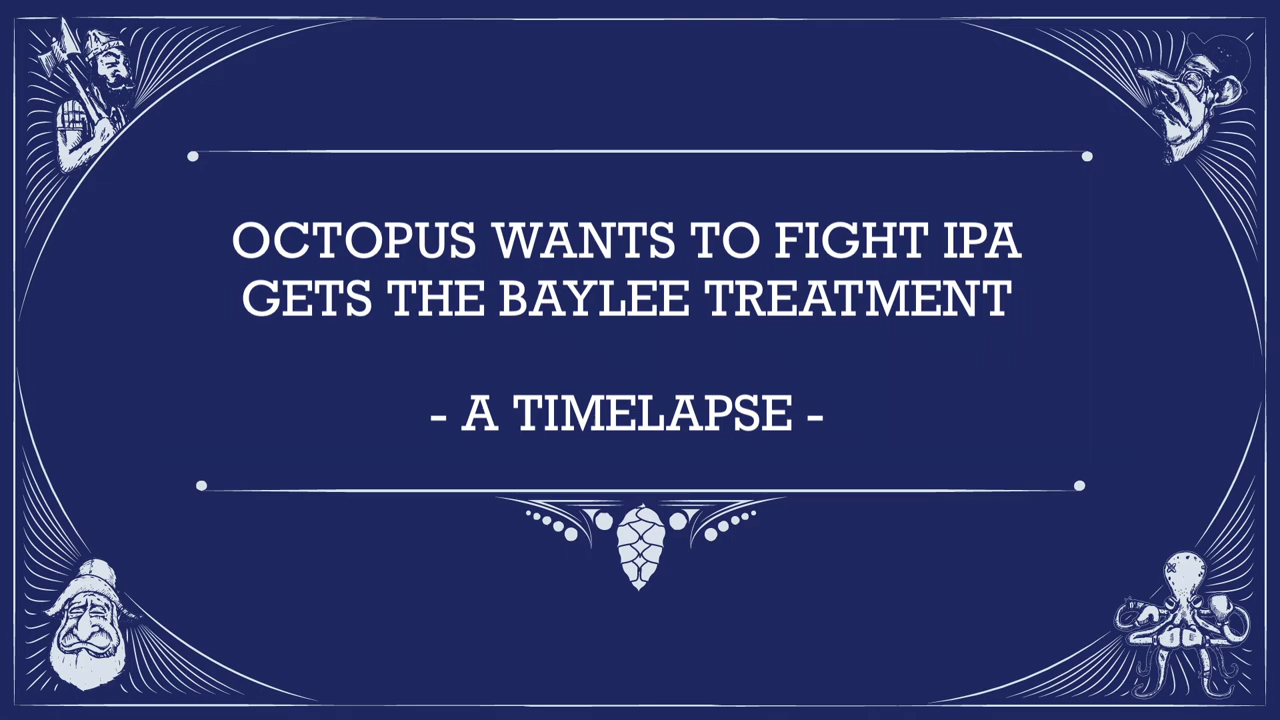 OCTOPUS WANTS TO FIGHT IPA
GETS THE BAYLEE TREATMENT
- A TIMELAPSE -